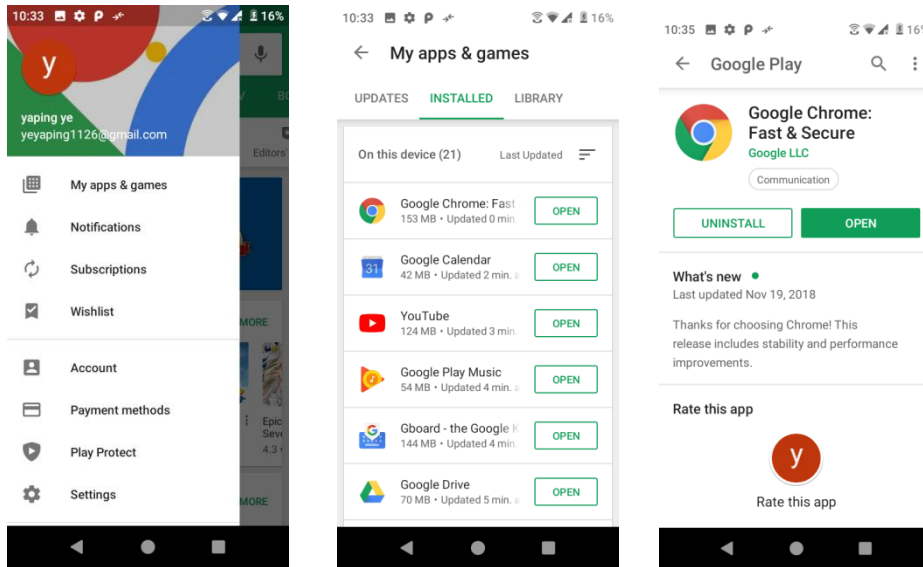 10:33
16%
y
yaping ye
yeyaping1126@gmail.com
Editors'
My apps & games
Notifications
Subscriptions
Wishlist
MORE
Account
Payment methods
Epic
Seve
Play Protect
4.3
Settings
MORE
10:33
16%
My apps & games
UPDATES INSTALLED LIBRARY
On this device (21) Last Updated
Google Chrome: Fast
153 MB • Updated 0 min.
OPEN
31
Google Calendar
42 MB • Updated 2 min. a
OPEN
YouTube
124 MB • Updated 3 min.
OPEN
Google Play Music
54 MB • Updated 4 min. a
OPEN
G
Gboard - the Google K
144 MB • Updated 4 min.
OPEN
Google Drive
70 MB • Updated 5 min. a
OPEN
10:35
16%
Google Play
Google Chrome:
Fast & Secure
Google LLC
Communication
UNINSTALL OPEN
What's new
Last updated Nov 19, 2018
Thanks for choosing Chrome! This
release includes stability and performance
improvements.
Rate this app
y
Rate this app